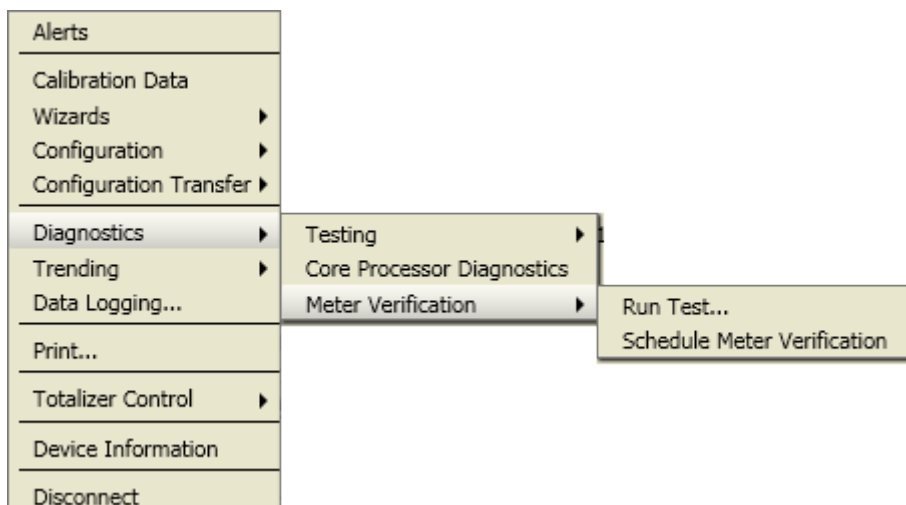 Alerts
Calibration Data
Wizards
Configuration
Configuration Transfer
Diagnostics
Trending
Data Logging...
Print...
Totalizer Control
Device Information
Disconnect
Testing
Core Processor Diagnostics
Meter Verification
Run Test...
Schedule Meter Verification